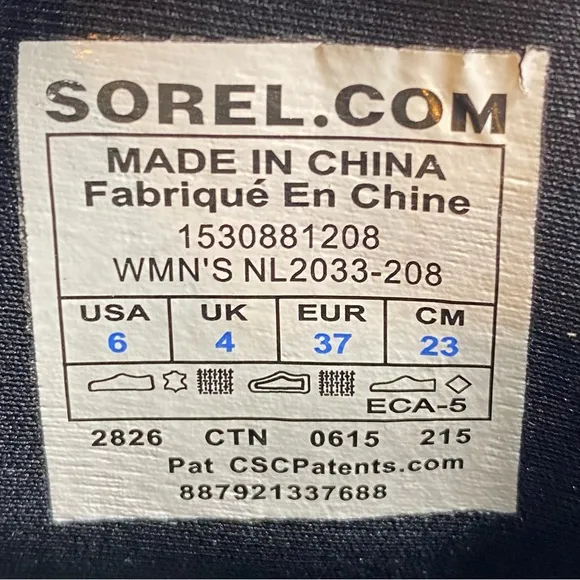 SOREL.COM
MADE IN CHINA
Fabriqué En Chine
1530881208
WMN'S NL2033-208
USA UK EUR CM
6 4 37 23
ECA-5
2826 CTN 0615 215
Pat CSCPatents.com
887921337688